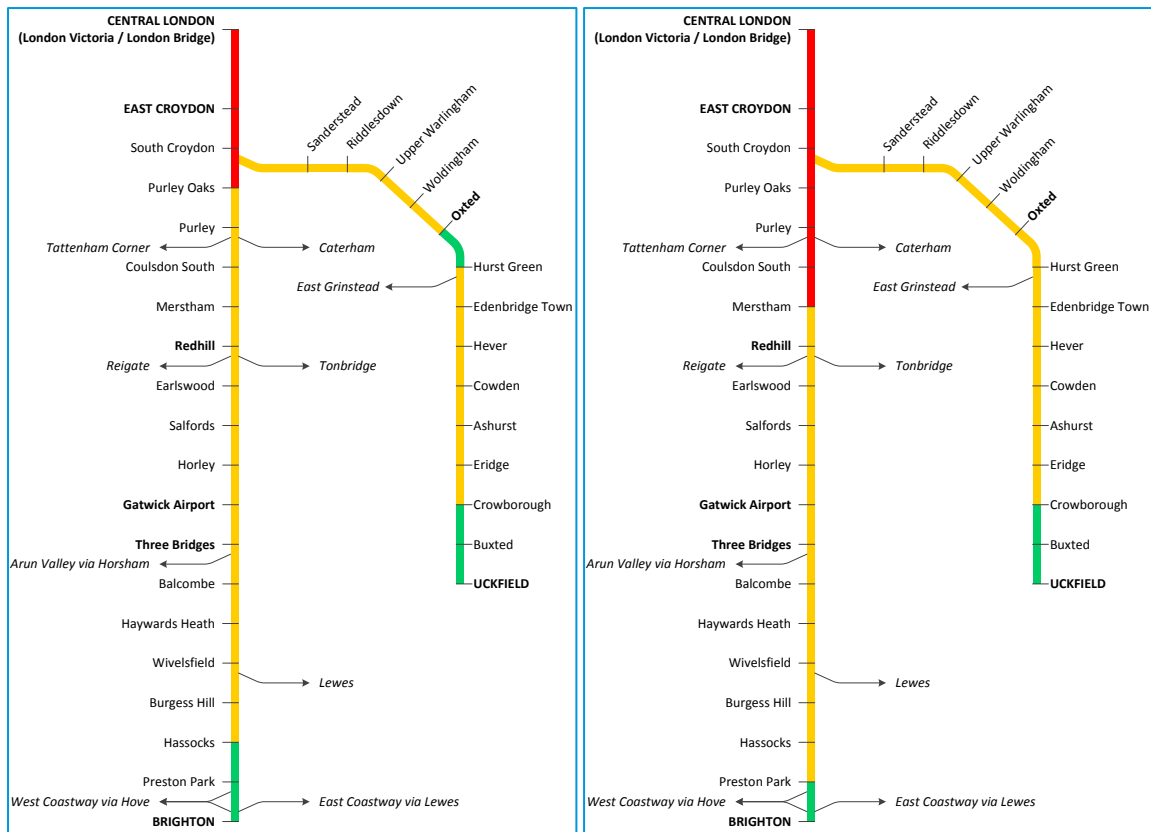 CENTRAL LONDON
(London Victoria / London Bridge)
EAST CROYDON
South Croydon
Purley Oaks
Purley
Tattenham Corner
Caterham
Coulsdon South
Merstham
Redhill
Reigate
Tonbridge
Earlswood
Salfords
Horley
Gatwick Airport
Three Bridges
Arun Valley via Horsham
Balcombe
Haywards Heath
Wivelsfield
Lewes
Burgess Hill
Hassocks
Preston Park
West Coastway via Hove
East Coastway via Lewes
BRIGHTON
Sanderstead
Riddlesdown
Upper Warlingham
Woldingham
Oxted
Hurst Green
East Grinstead
Edenbridge Town
Hever
Cowden
Ashurst
Eridge
Crowborough
Buxted
UCKFIELD
CENTRAL LONDON
(London Victoria / London Bridge)
EAST CROYDON
South Croydon
Purley Oaks
Purley
Tattenham Corner
Caterham
Coulsdon South
Merstham
Redhill
Reigate
Tonbridge
Earlswood
Salfords
Horley
Gatwick Airport
Three Bridges
Arun Valley via Horsham
Balcombe
Haywards Heath
Wivelsfield
Lewes
Burgess Hill
Hassocks
Preston Park
West Coastway via Hove
East Coastway via Lewes
BRIGHTON
Sanderstead
Riddlesdown
Upper Warlingham
Woldingham
Oxted
Hurst Green
East Grinstead
Edenbridge Town
Hever
Cowden
Ashurst
Eridge
Crowborough
Buxted
UCKFIELD